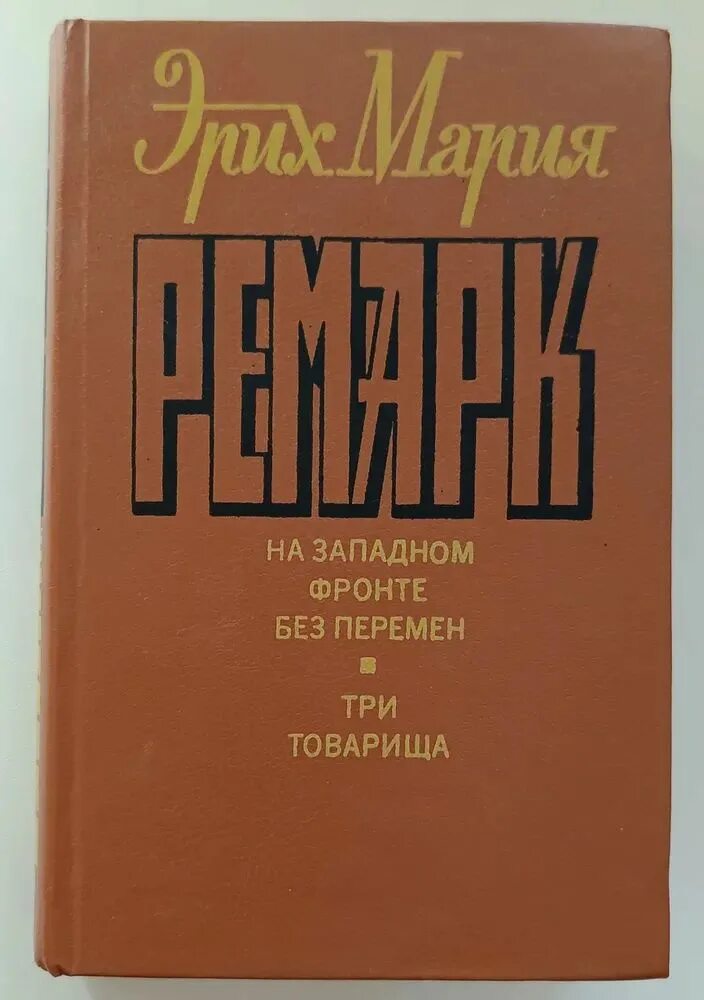 Эрих Мария
РЕМАРК
НА ЗАПАДНОМ
ФРОНТЕ
БЕЗ ПЕРЕМЕН
ТРИ
ТОВАРИЩА